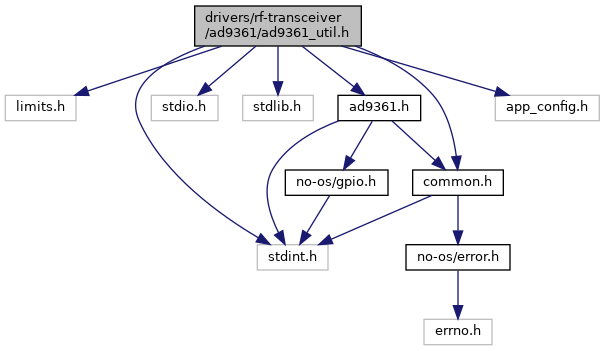 drivers/rf-transceiver
/ad9361/ad9361_util.h
limits.h
stdio.h
stdlib.h
ad9361.h
app_config.h
no-os/gpio.h
common.h
stdint.h
no-os/error.h
errno.h